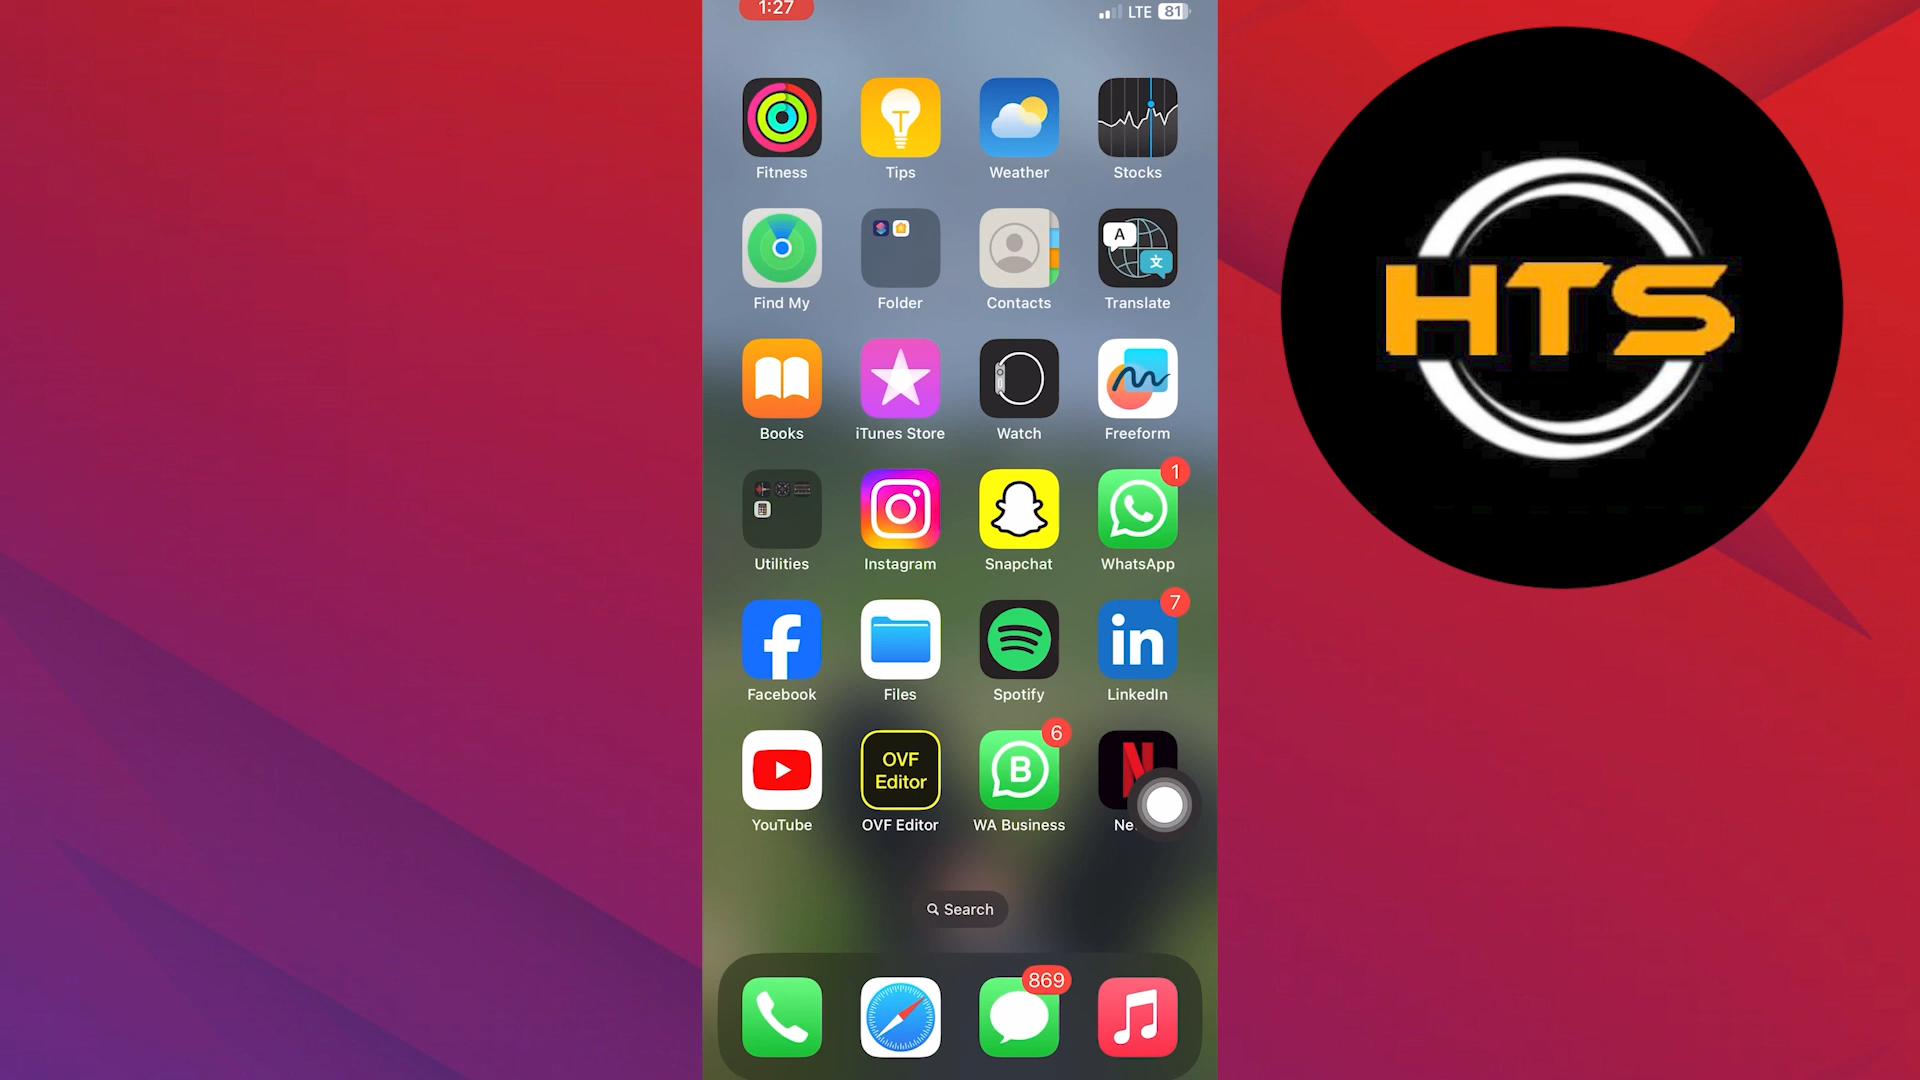 1:27
LTE 81
Fitness Tips Weather Stocks
A
文
Find My Folder Contacts Translate
Books iTunes Store Watch Freeform
1
Utilities Instagram Snapchat WhatsApp
7
in
Facebook Files Spotify LinkedIn
6
OVF
Editor
B
N
YouTube OVF Editor WA Business
Search
869
HTS